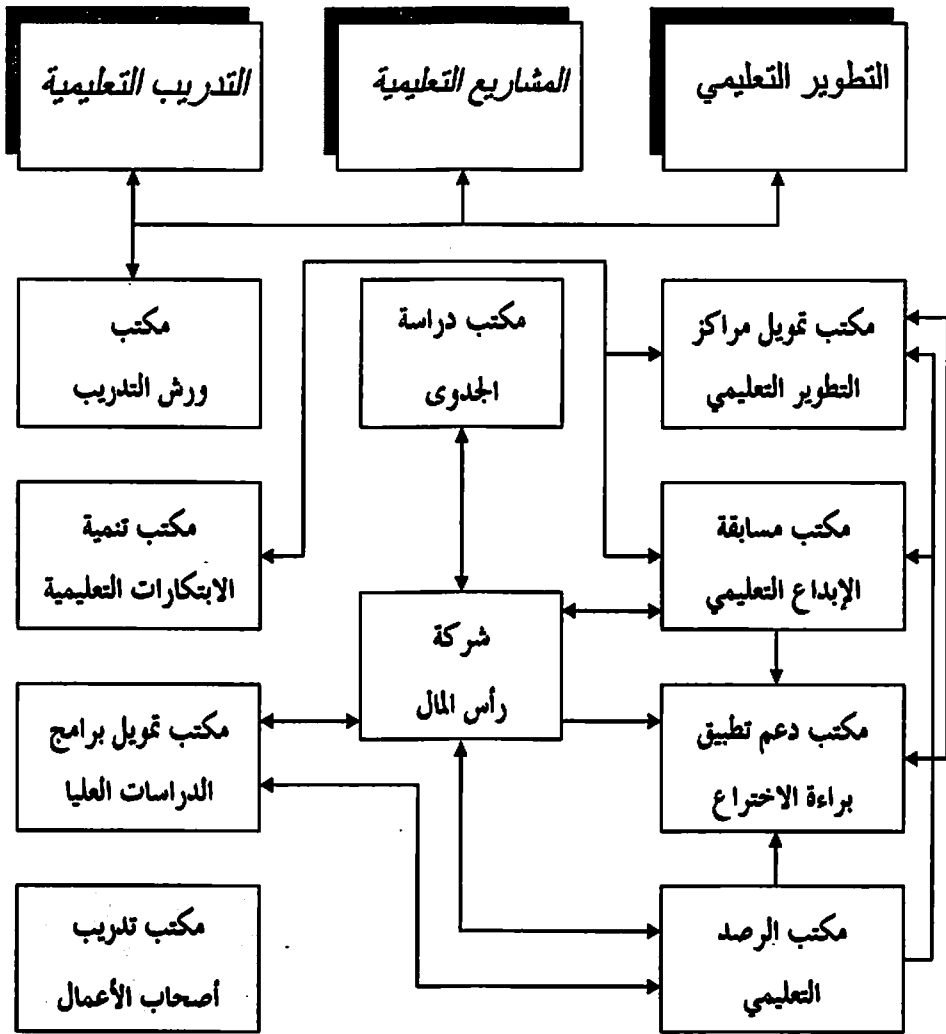 التطوير التعليمي
المشاريع التعليمية
التدريب التعليمية
مكتب تمويل مراكز
التطوير التعليمي
مكتب دراسة
الجدوى
مكتب
ورش التدريب
مكتب مسابقة
الإبداع التعليمي
مكتب تنمية
الابتكارات التعليمية
شركة
رأس المال
مكتب دعم تطبيق
براءة الاختراع
مكتب تمويل برامج
الدراسات العليا
مكتب الرصد
التعليمي
مكتب تدريب
أصحاب الأعمال